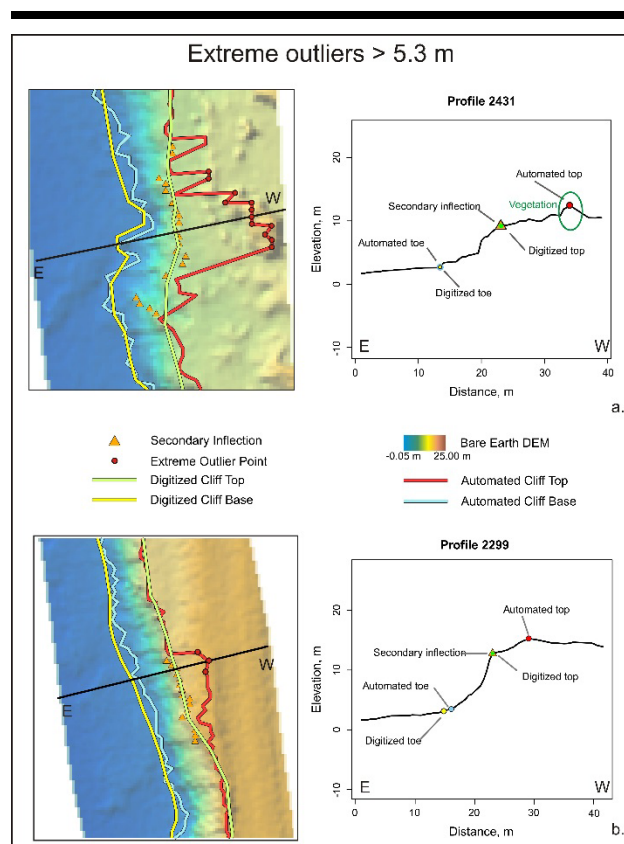 Extreme outliers > 5.3 m
W
E
Profile 2431
Automated top
Vegetation
Secondary inflection
Automated toe
Digitized top
Digitized toe
Elevation, m
-10
0
10
20
E
W
0
10
20
30
40
Distance, m
a.
Secondary Inflection
Extreme Outlier Point
Digitized Cliff Top
Digitized Cliff Base
Bare Earth DEM
-0.05 m
25.00 m
Automated Cliff Top
Automated Cliff Base
W
E
Profile 2299
Automated top
Secondary inflection
Digitized top
Automated toe
Digitized toe
Elevation, m
-10
0
10
20
E
W
0
10
20
30
40
Distance, m
b.